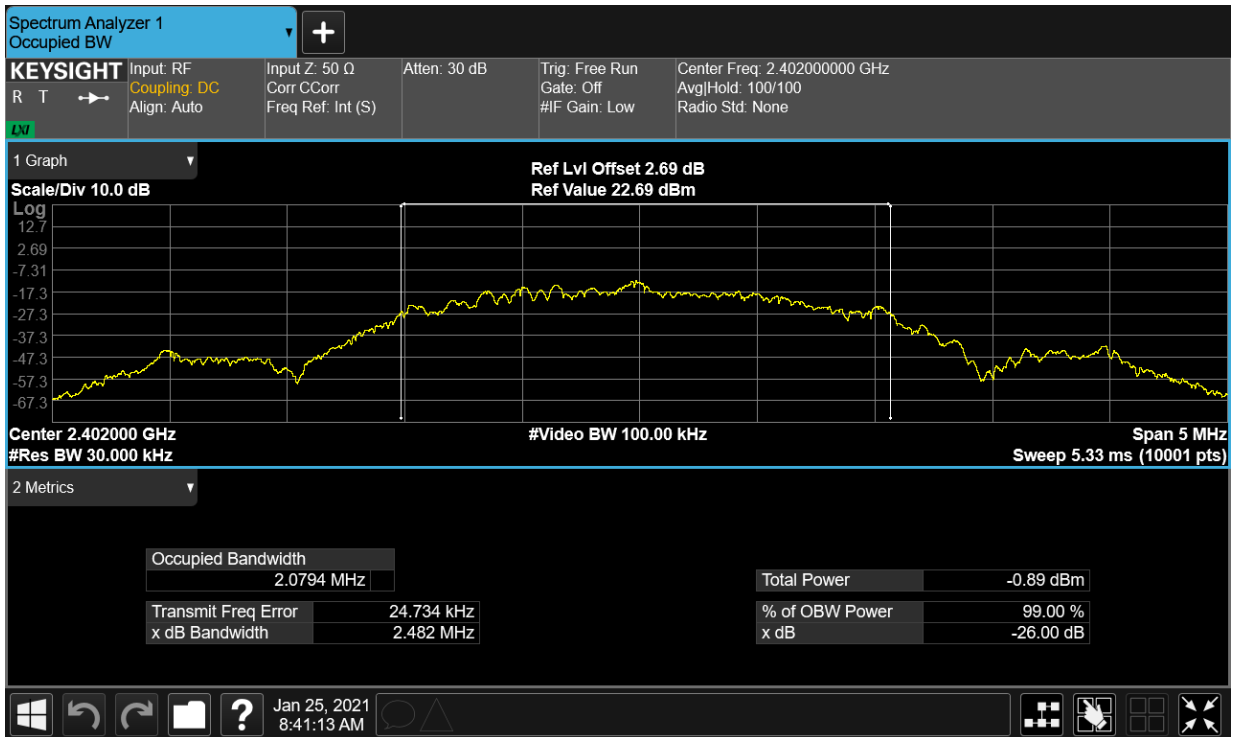 Spectrum Analyzer 1
Occupied BW
KEYSIGHT
R T
LXI
Input: RF
Coupling: DC
Align: Auto
Input Z: 50 Ω
Corr CCorr
Freq Ref: Int (S)
Atten: 30 dB
Trig: Free Run
Gate: Off
#IF Gain: Low
Center Freq: 2.402000000 GHz
Avg|Hold: 100/100
Radio Std: None
1 Graph
Scale/Div 10.0 dB
Ref Lvl Offset 2.69 dB
Ref Value 22.69 dBm
Log
12.7
2.69
-7.31
-17.3
-27.3
-37.3
-47.3
-57.3
-67.3
Center 2.402000 GHz
#Video BW 100.00 kHz
Span 5 MHz
#Res BW 30.000 kHz
Sweep 5.33 ms (10001 pts)
2 Metrics
Occupied Bandwidth
2.0794 MHz
Transmit Freq Error 24.734 kHz
x dB Bandwidth 2.482 MHz
Total Power -0.89 dBm
% of OBW Power 99.00 %
x dB -26.00 dB
?
Jan 25, 2021
8:41:13 AM